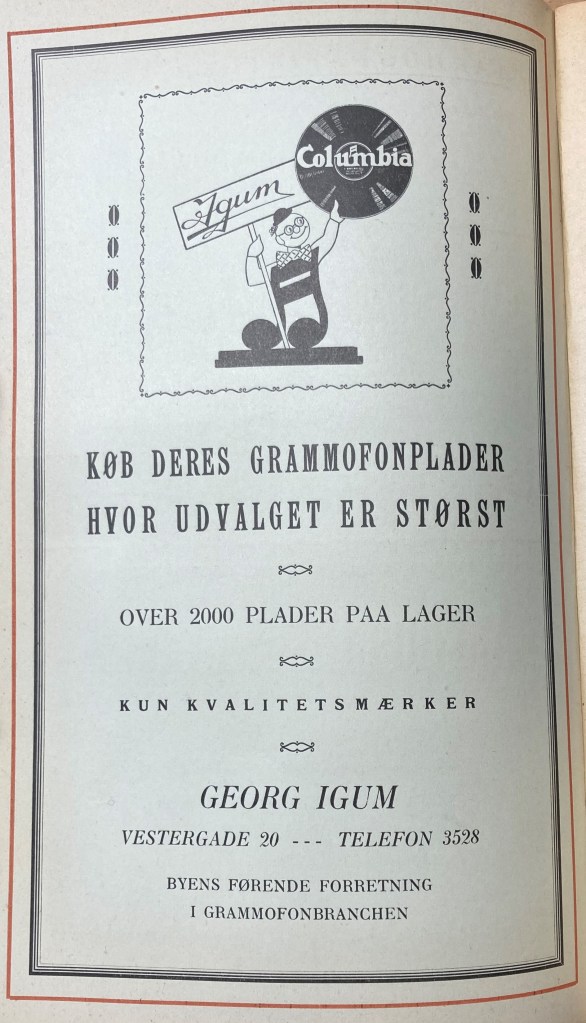 Igum
Columbia
KØB DERES GRAMMOFONPLADER
HVOR UDVALGET ER STØRST
OVER 2000 PLADER PAA LAGER
KUN KVALITETSMÆRKER
GEORG IGUM
VESTERGADE 20 --- TELEFON 3528
BYENS FØRENDE FORRETNING
I GRAMMOFONBRANCHEN